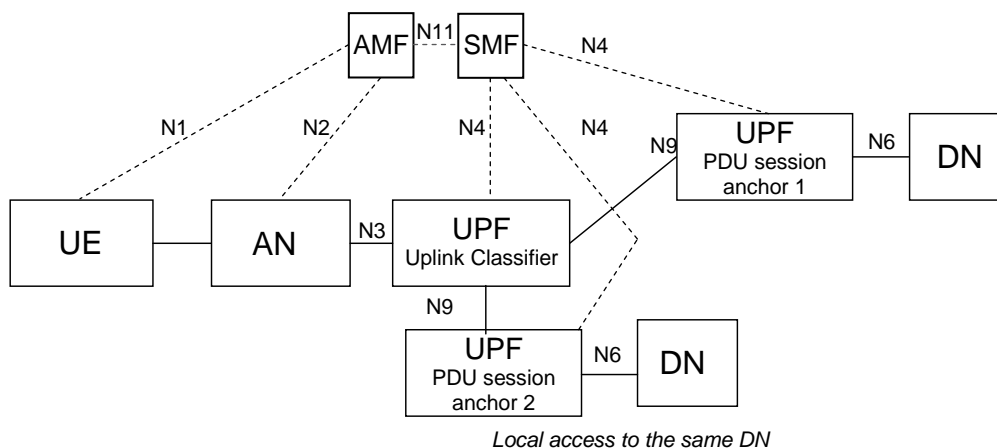 N11
AMF
SMF
N4
N1
N2
N4
N4
UPF
PDU session
anchor 1
N9
N6
DN
UE
AN
N3
UPF
Uplink Classifier
N9
UPF
PDU session
anchor 2
N6
DN
Local access to the same DN